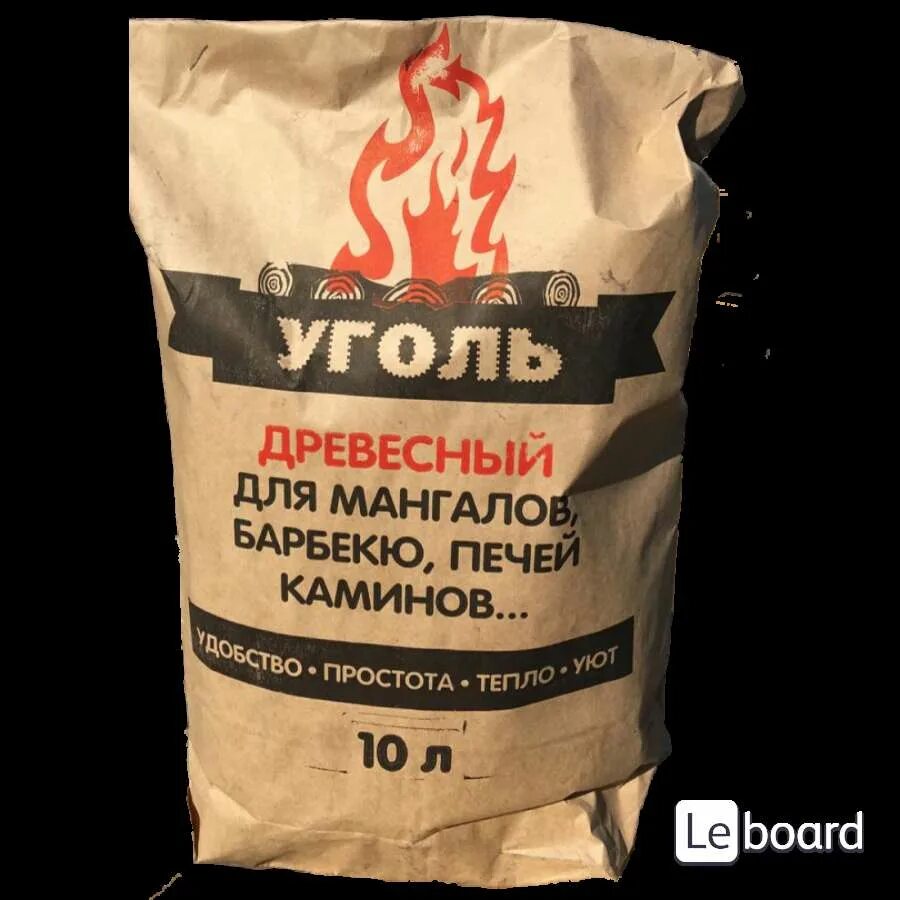 УГОЛЬ
ДРЕВЕСНЫЙ
ДЛЯ МАНГАЛОВ,
БАРБЕКЮ, ПЕЧЕЙ
КАМИНОВ...
УДОБСТВО • ПРОСТОТА • ТЕПЛО • УЮТ
10 л
Leboard